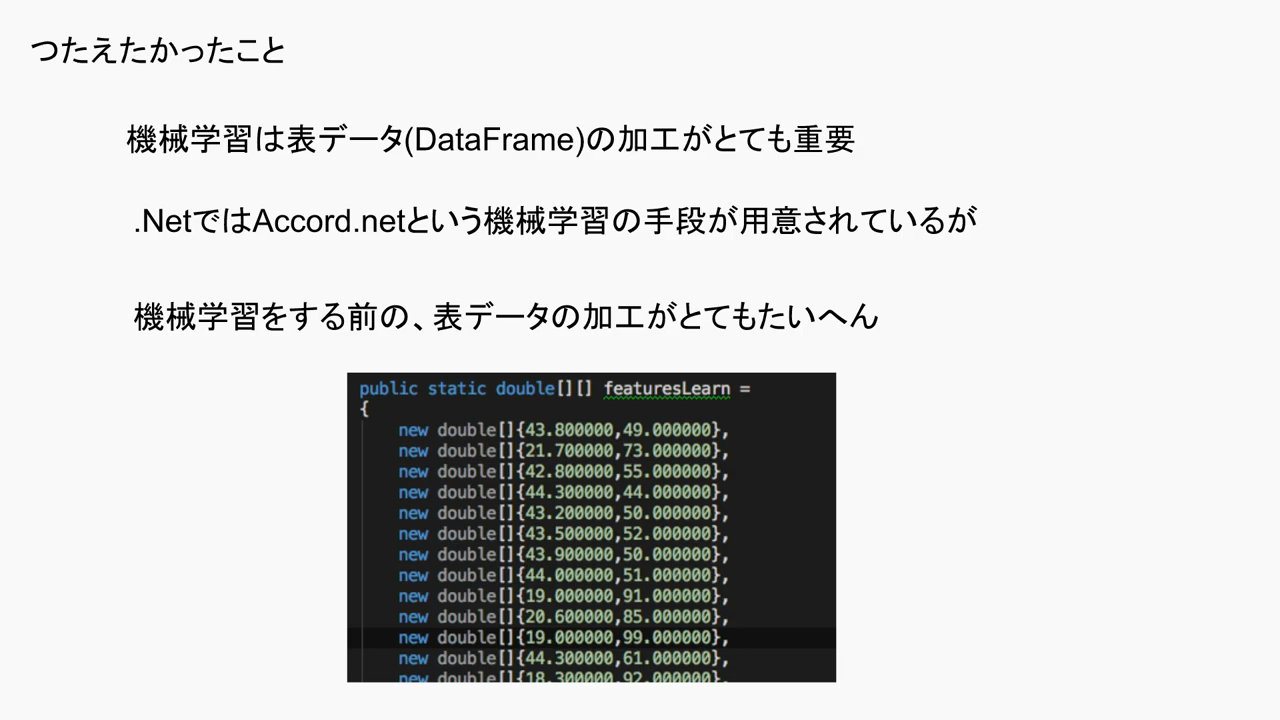 つたえたかったこと
機械学習は表データ(DataFrame)の加工がとても重要
.NetではAccord.netという機械学習の手段が用意されているが
機械学習をする前の、表データの加工がとてもたいへん
public static double[][] featuresLearn =
{
new double[]{43.800000,49.000000},
new double[]{21.700000,73.000000},
new double[]{42.800000,55.000000},
new double[]{44.300000,44.000000},
new double[]{43.200000,50.000000},
new double[]{43.500000,52.000000},
new double[]{43.900000,50.000000},
new double[]{44.000000,51.000000},
new double[]{19.000000,91.000000},
new double[]{20.600000,85.000000},
new double[]{19.000000,99.000000},
new double[]{44.300000,61.000000},
new double[]{18.300000,92.000000},